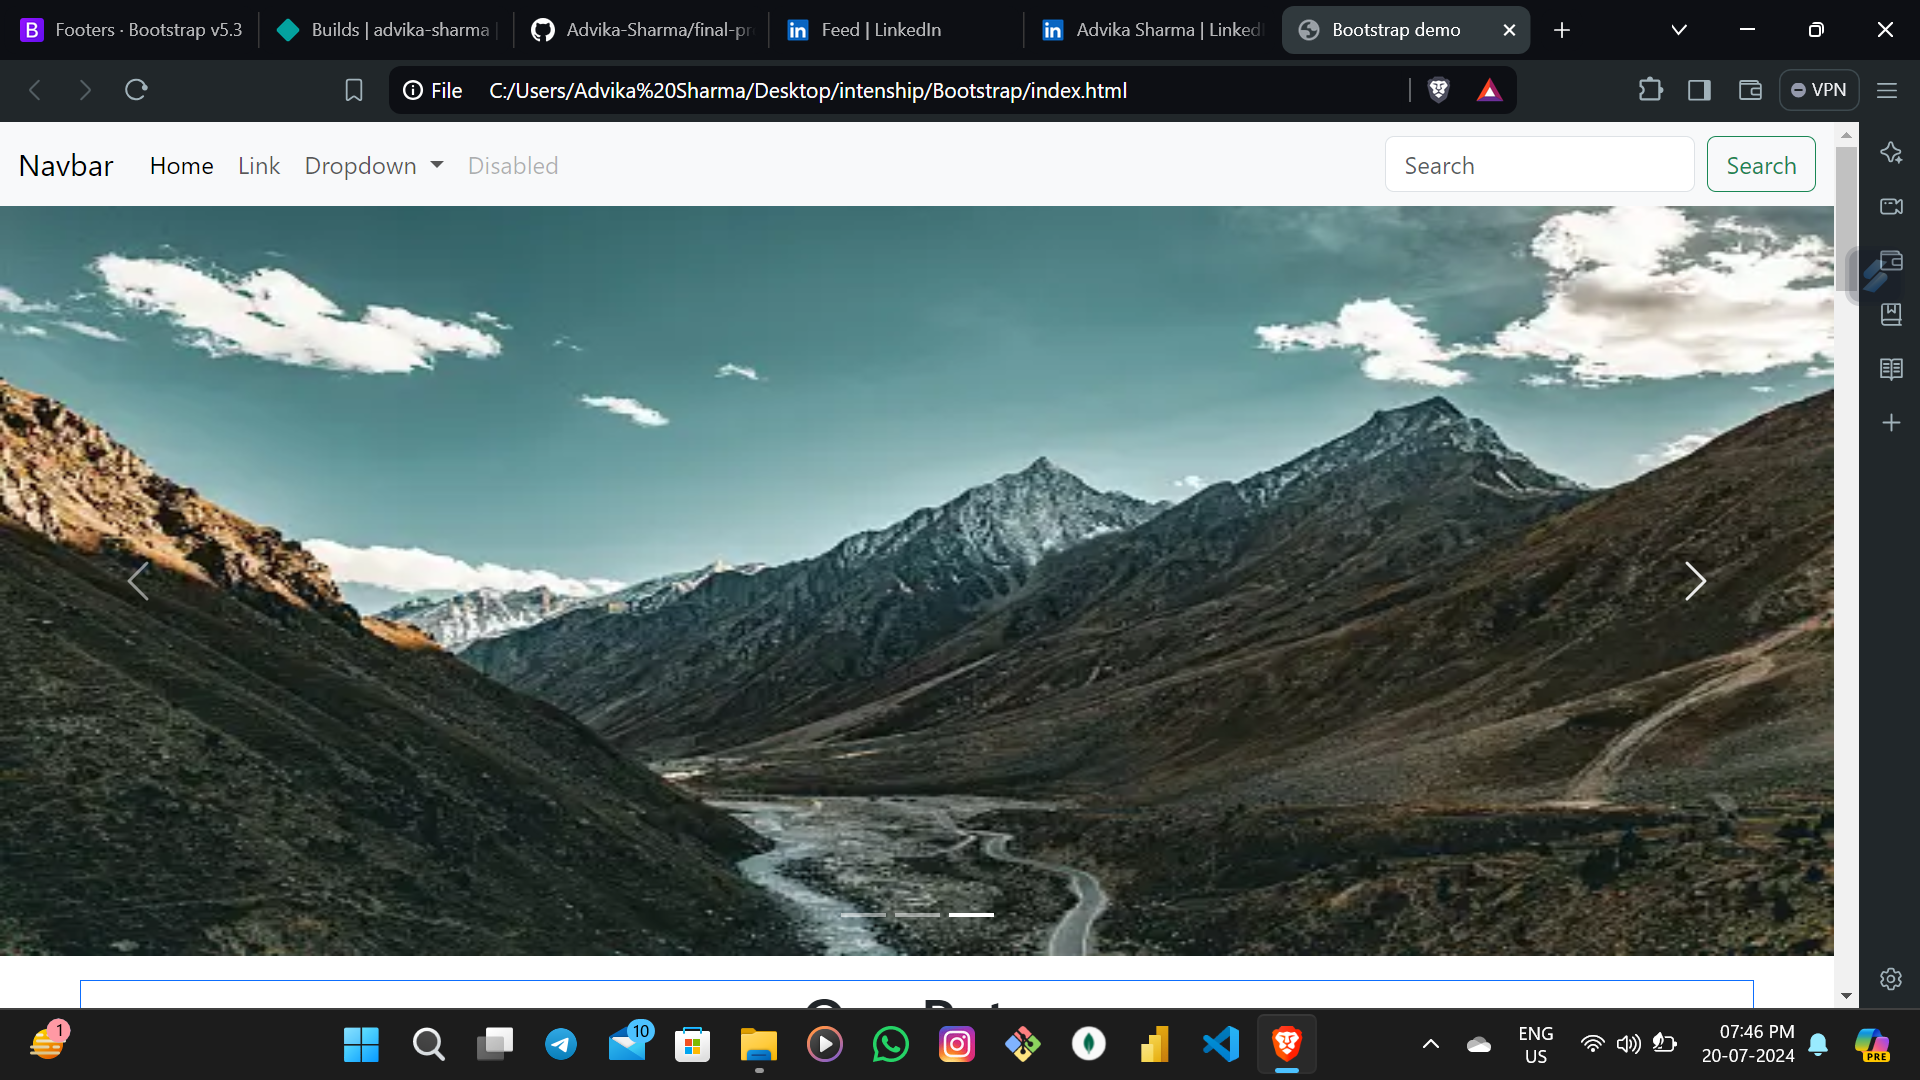 Footers · Bootstrap v5.3
Builds | advika-sharma |
Advika-Sharma/final-pr
Feed | LinkedIn
Advika Sharma | Linked
Bootstrap demo
File C:/Users/Advika%20Sharma/Desktop/intenship/Bootstrap/index.html
VPN
Navbar Home Link Dropdown Disabled Search Search
1
10
ENG
US
07:46 PM
20-07-2024
PRE